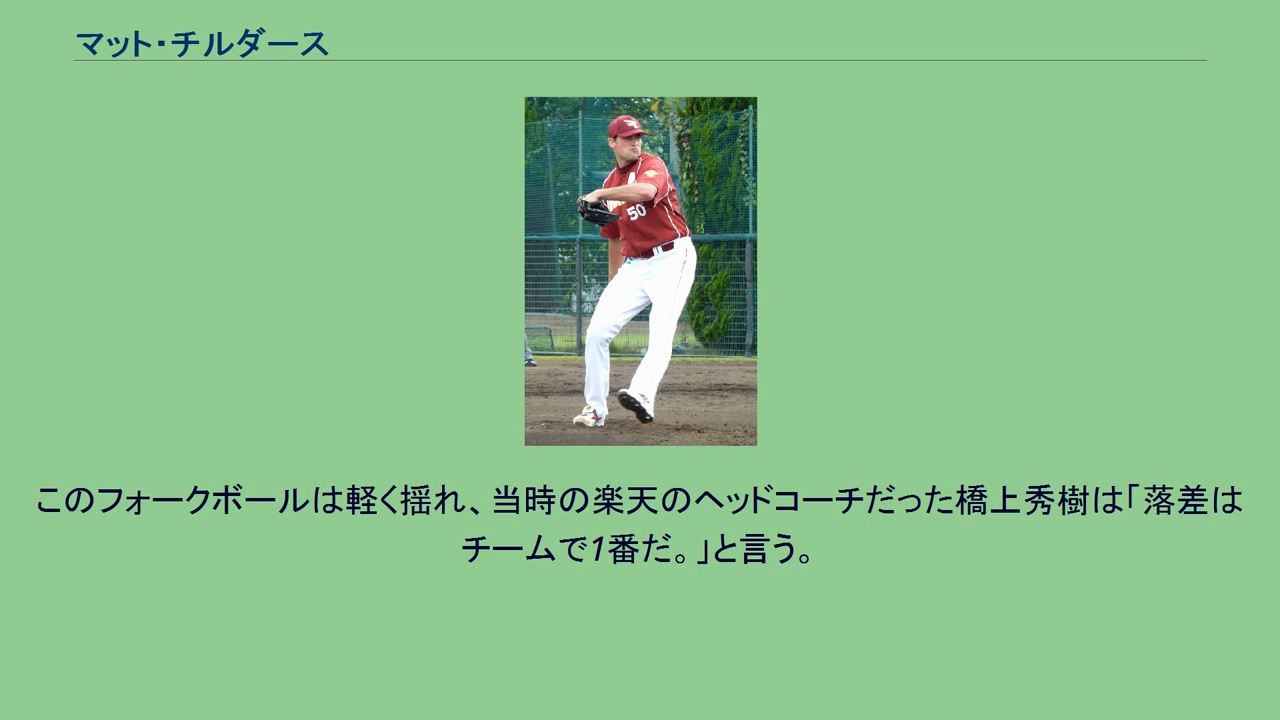 マット・チルダース
50
このフォークボールは軽く揺れ、当時の楽天のヘッドコーチだった橋上秀樹は「落差は
チームで1番だ。」と言う。